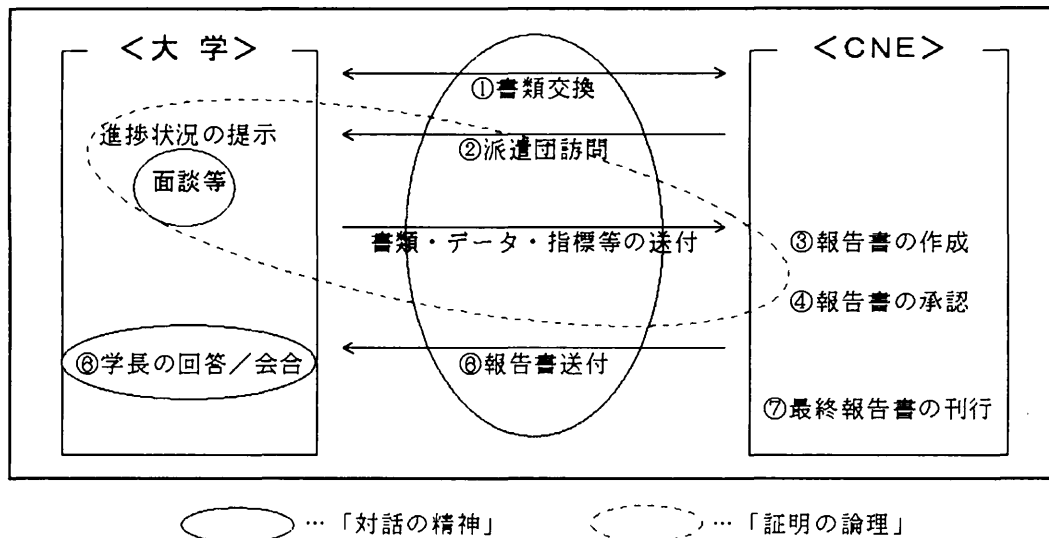 <大 学>
<CNE>
①書類交換
進捗状況の提示
②派遣団訪問
面談等
書類・データ・指標等の送付
③報告書の作成
④報告書の承認
⑥学長の回答／会合
⑥報告書送付
⑦最終報告書の刊行
…「対話の精神」
…「証明の論理」